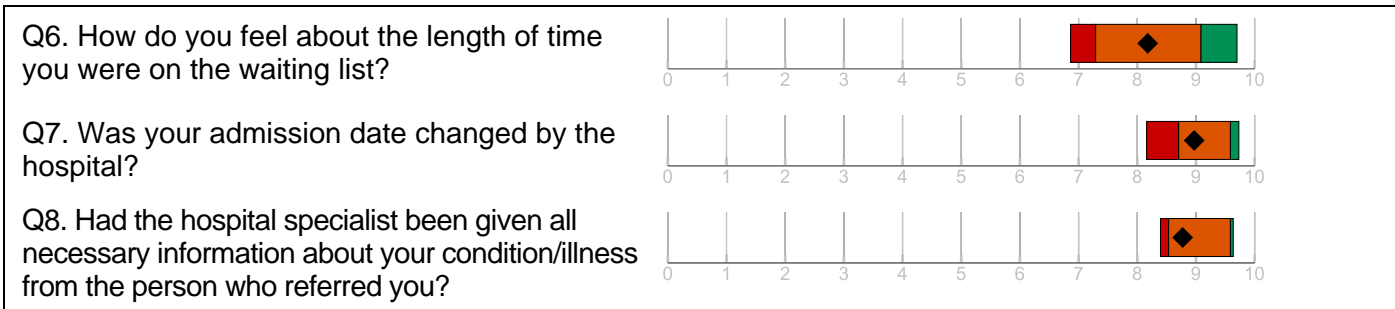 Q6. How do you feel about the length of time
you were on the waiting list?
0 1 2 3 4 5 6 7 8 9 10
Q7. Was your admission date changed by the
hospital?
0 1 2 3 4 5 6 7 8 9 10
Q8. Had the hospital specialist been given all
necessary information about your condition/illness
from the person who referred you?
0 1 2 3 4 5 6 7 8 9 10